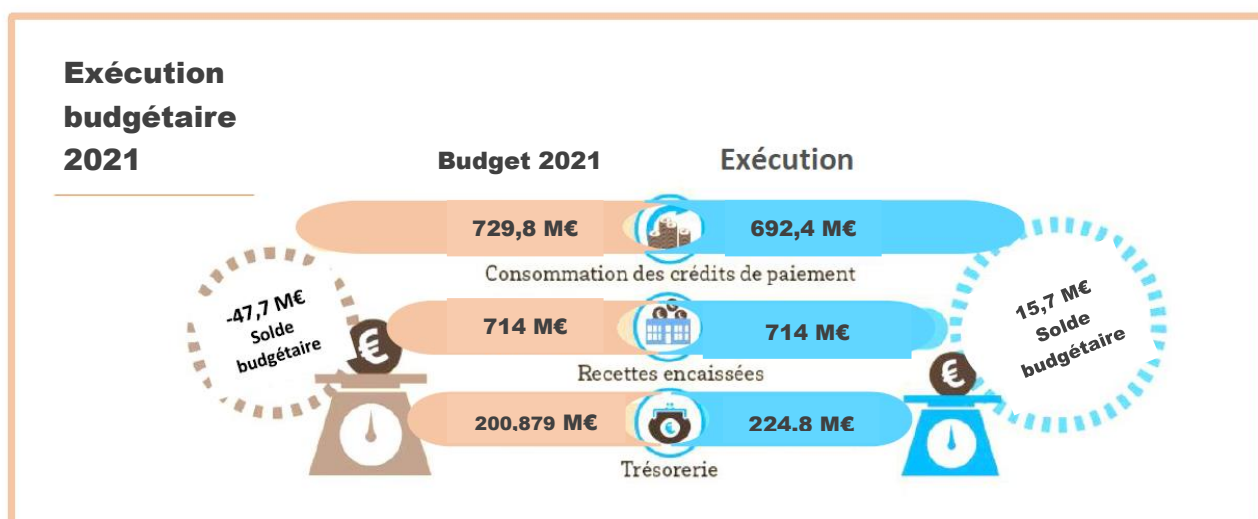 Exécution
budgétaire
2021
Budget 2021
Exécution
729,8 M€
692,4 M€
Consommation des crédits de paiement
-47,7 M€
Solde
budgétaire
15,7 M€
Solde
budgétaire
714 M€
714 M€
Recettes encaissées
200.879 M€
224.8 M€
Trésorerie